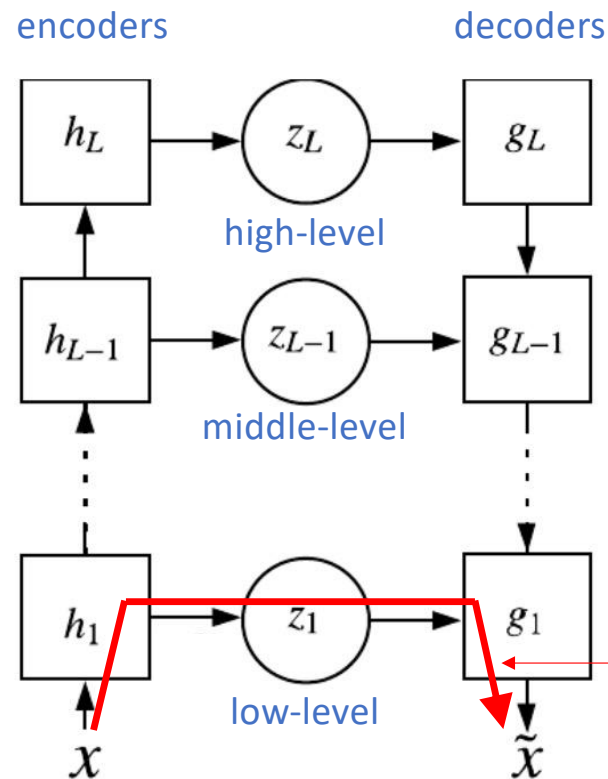 encoders decoders
h_L z_L g_L
high-level
h_{L−1} z_{L−1} g_{L−1}
middle-level
h_1 z_1 g_1
low-level
x x̃